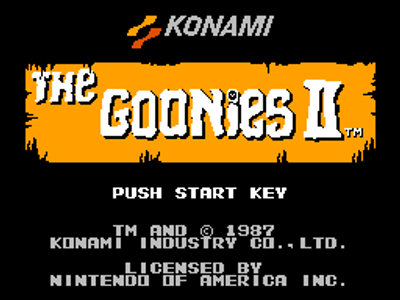 KONAMI
THE GOONIES II TM
PUSH START KEY
TM AND © 1987
KONAMI INDUSTRY CO.,LTD.
LICENSED BY
NINTENDO OF AMERICA INC.